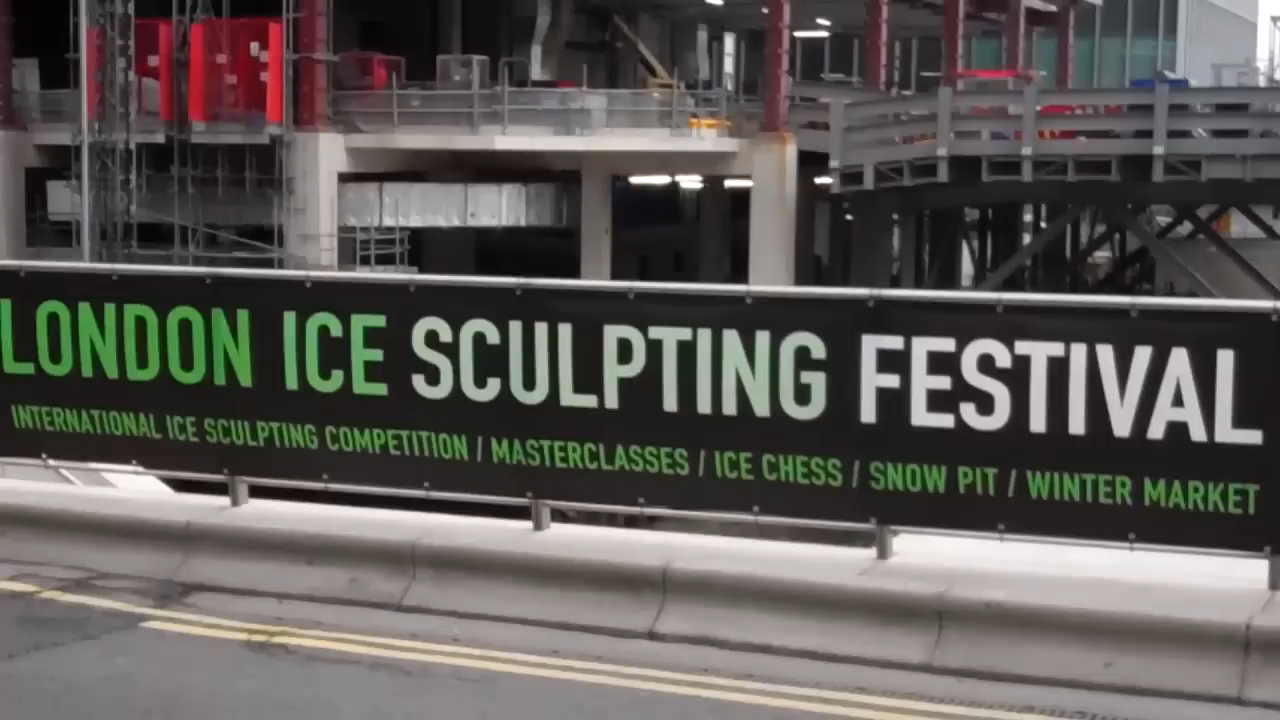 LONDON ICE SCULPTING FESTIVAL
INTERNATIONAL ICE SCULPTING COMPETITION / MASTERCLASSES / ICE CHESS / SNOW PIT / WINTER MARKET